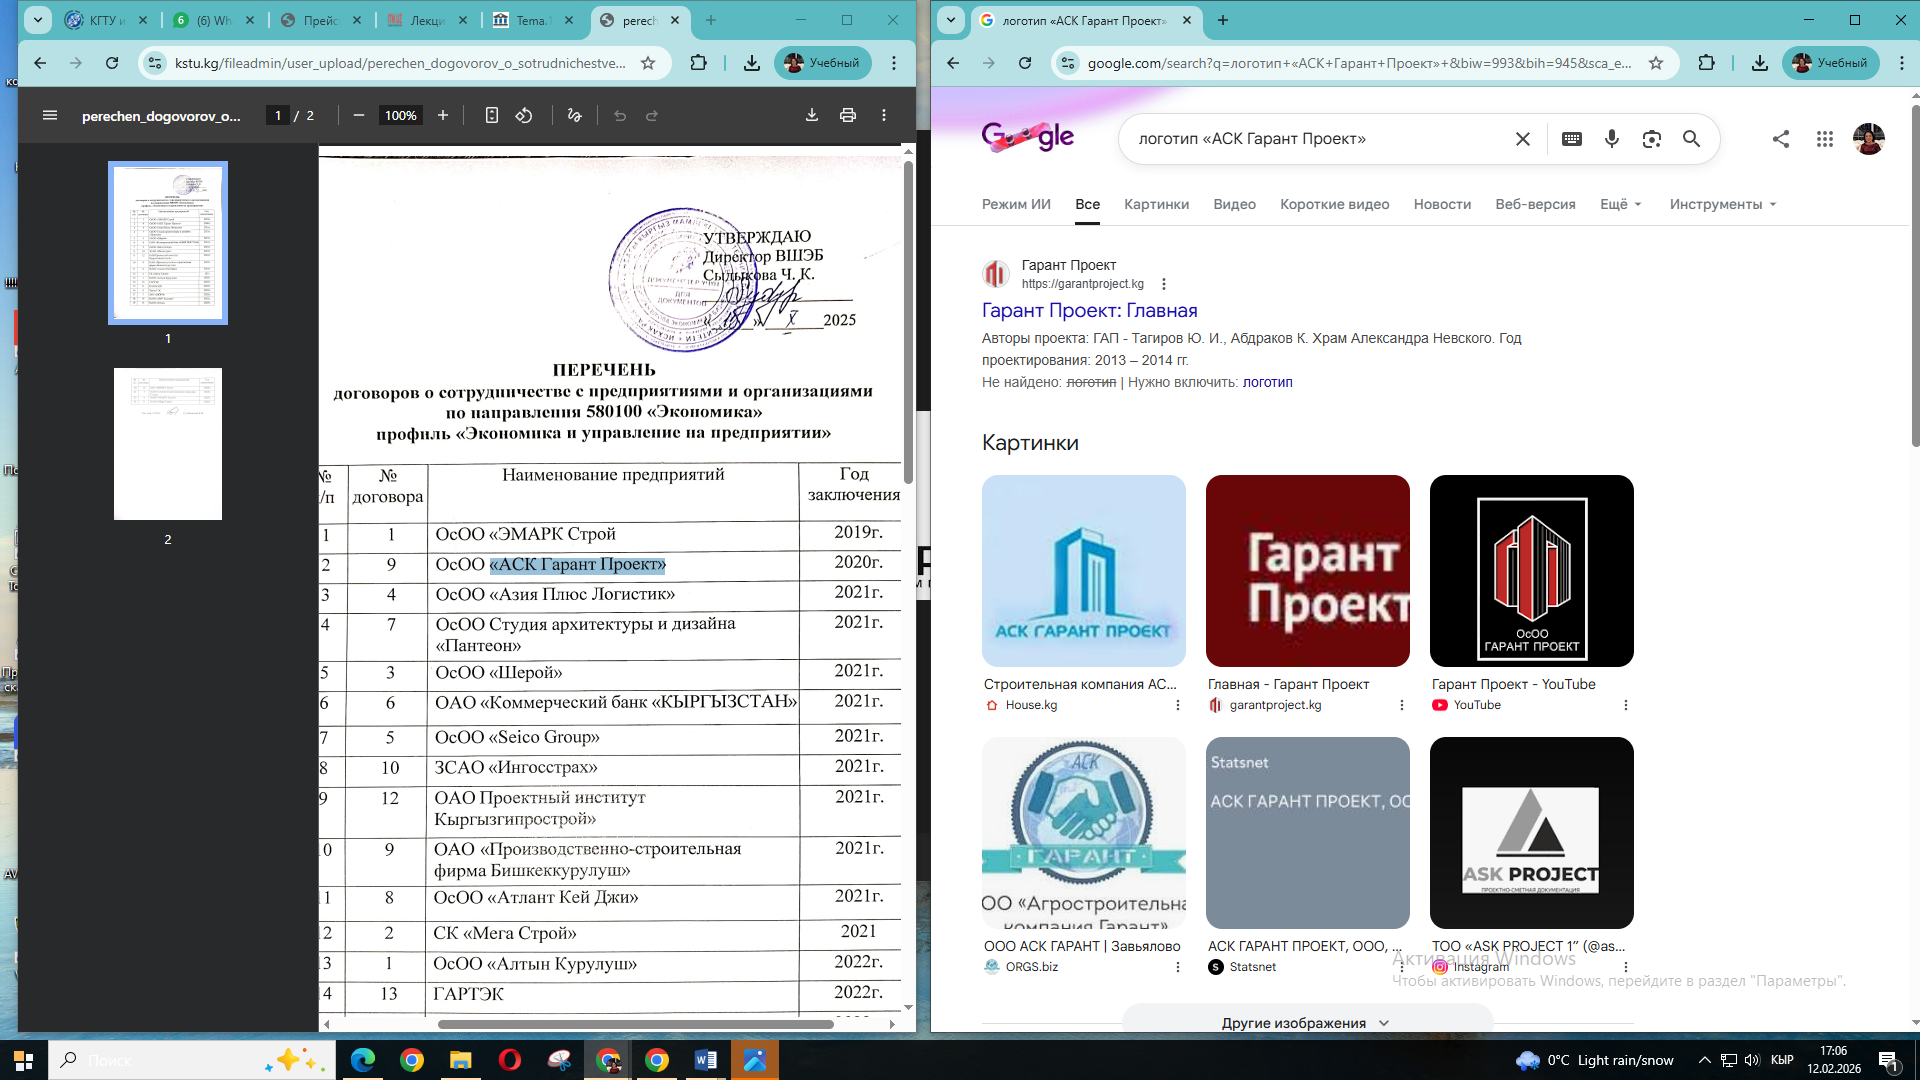 КГТУ и
(6) Wh
Прейс
Лекци
Тема.1
perech
kstu.kg/fileadmin/user_upload/perechen_dogovorov_o_sotrudnichestve...
Учебный
perechen_dogovorov_o...
1 / 2
100%
1
2
УТВЕРЖДАЮ
Директор ВШЭБ
Сыдыкова Ч. К.
2025
ПЕРЕЧЕНЬ
договоров о сотрудничестве с предприятиями и организациями
по направления 580100 «Экономика»
профиль «Экономика и управление на предприятии»
№ п/п № договора Наименование предприятий Год заключения
1 1 ОсОО «ЭМАРК Строй 2019г.
2 9 ОсОО «АСК Гарант Проект» 2020г.
3 4 ОсОО «Азия Плюс Логистик» 2021г.
4 7 ОсОО Студия архитектуры и дизайна «Пантеон» 2021г.
5 3 ОсОО «Шерой» 2021г.
6 6 ОАО «Коммерческий банк «КЫРГЫЗСТАН» 2021г.
7 5 ОсОО «Seico Group» 2021г.
8 10 ЗСАО «Ингосстрах» 2021г.
9 12 ОАО Проектный институт Кыргызгипрострой» 2021г.
10 9 ОАО «Производственно-строительная фирма Бишкеккурулуш» 2021г.
11 8 ОсОО «Атлант Кей Джи» 2021г.
12 2 СК «Мега Строй» 2021
13 1 ОсОО «Алтын Курулуш» 2022г.
14 13 ГАРТЭК 2022г.
логотип «АСК Гарант Проект»
google.com/search?q=логотип+«АСК+Гарант+Проект»+&biw=993&bih=945&sca_e...
Учебный
Google
логотип «АСК Гарант Проект»
Режим ИИ Все Картинки Видео Короткие видео Новости Веб-версия Ещё Инструменты
Гарант Проект
https://garantproject.kg
Гарант Проект: Главная
Авторы проекта: ГАП - Тагиров Ю. И., Абдраков К. Храм Александра Невского. Год
проектирования: 2013 – 2014 гг.
Не найдено: логотип | Нужно включить: логотип
Картинки
АСК ГАРАНТ ПРОЕКТ
Гарант
Проект
ОсОО
ГАРАНТ ПРОЕКТ
Строительная компания АС...
House.kg
Главная - Гарант Проект
garantproject.kg
Гарант Проект - YouTube
YouTube
АСК
ГАРАНТ
ОО «Агростроительна
компания Гарант»
Statsnet
АСК ГАРАНТ ПРОЕКТ, ОС
ASK PROJECT
ПРОЕКТНО-СМЕТНАЯ ДОКУМЕНТАЦИЯ
ООО АСК ГАРАНТ | Завьялово
ORGS.biz
АСК ГАРАНТ ПРОЕКТ, ООО, ...
Statsnet
ТОО «ASK PROJECT 1” (@as...
Instagram
Активация Windows
Чтобы активировать Windows, перейдите в раздел "Параметры".
Другие изображения
Поиск
0°C Light rain/snow
КЫР
17:06
12.02.2026
1